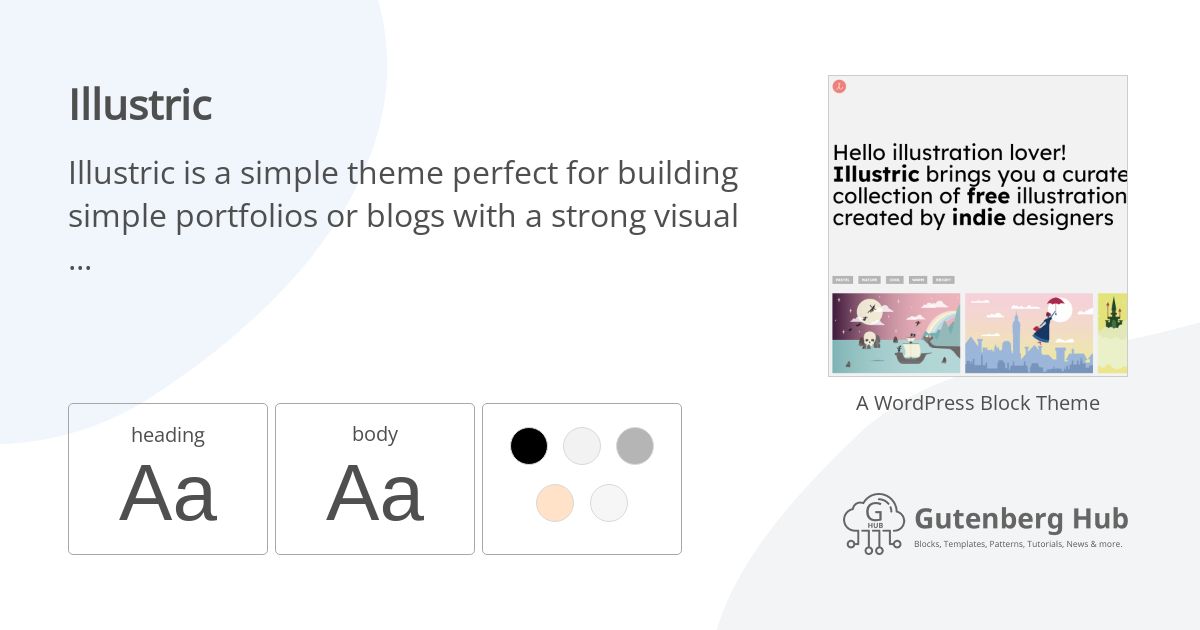 Illustric
Illustric is a simple theme perfect for building
simple portfolios or blogs with a strong visual
...
Hello illustration lover!
Illustric brings you a curate
collection of free illustration
created by indie designers
A WordPress Block Theme
heading
Aa
body
Aa
G
HUB
Gutenberg Hub
Blocks, Templates, Patterns, Tutorials, News & more.